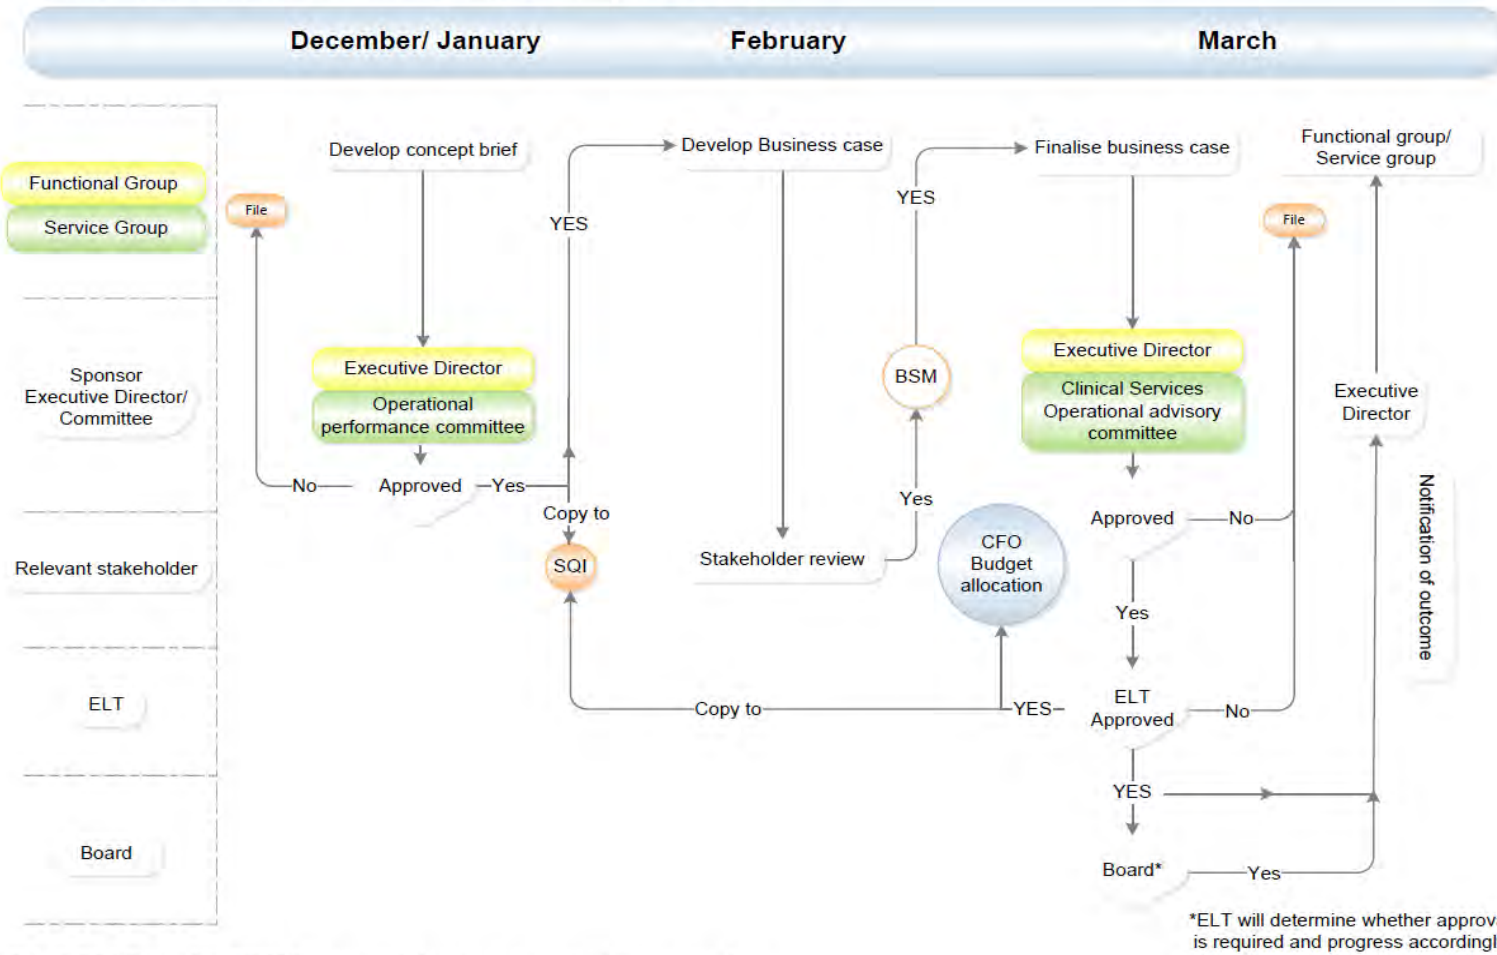 December/ January
February
March
Functional Group
Service Group
Sponsor
Executive Director/
Committee
Relevant stakeholder
ELT
Board
Develop concept brief
File
Executive Director
Operational
performance committee
No
Approved
Yes
YES
Copy to
SQI
Develop Business case
Stakeholder review
Yes
BSM
YES
CFO
Budget
allocation
Copy to
YES
Finalise business case
Executive Director
Clinical Services
Operational advisory
committee
Approved
No
File
Yes
ELT
Approved
No
YES
Board*
Yes
Functional group/
Service group
Executive
Director
Notification of outcome
*ELT will determine whether approva
is required and progress accordingl